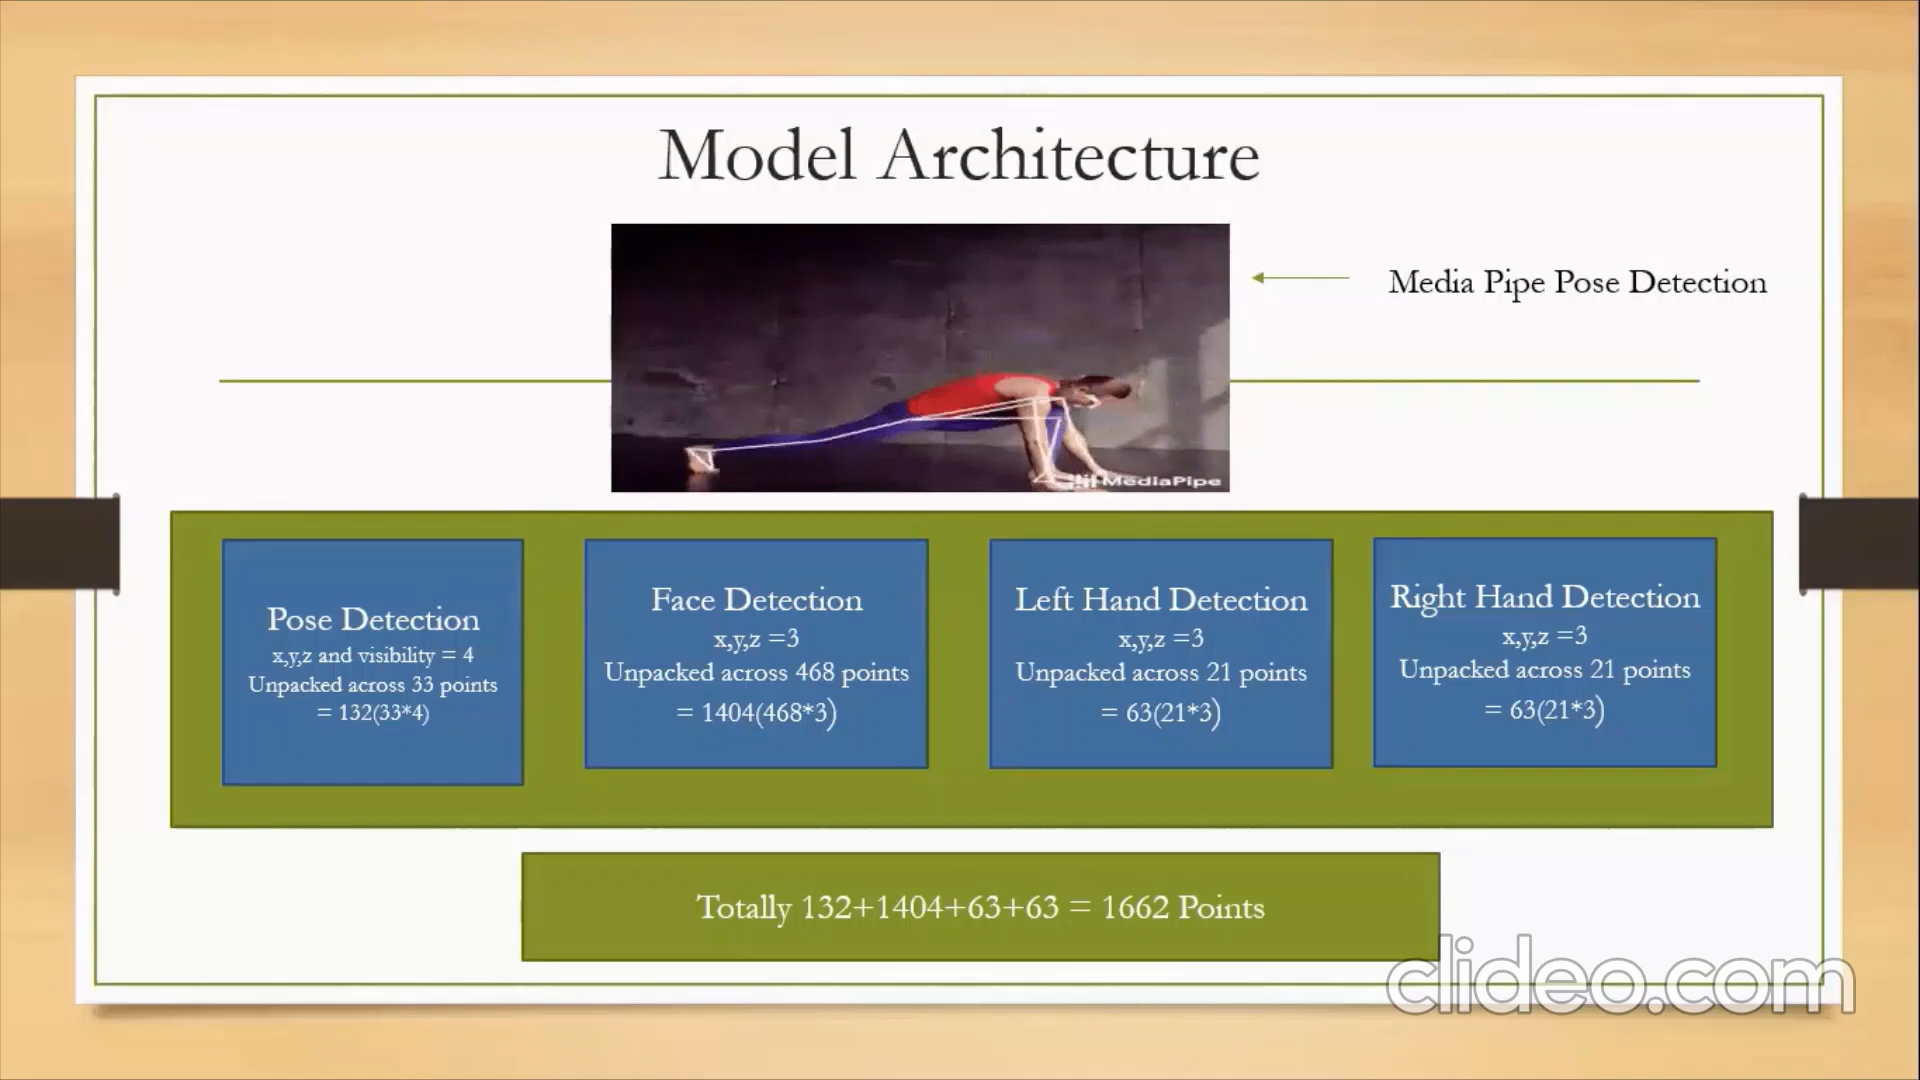 Model Architecture
Media Pipe Pose Detection
MediaPipe
Pose Detection
x,y,z and visibility = 4
Unpacked across 33 points
= 132(33*4)
Face Detection
x,y,z =3
Unpacked across 468 points
= 1404(468*3)
Left Hand Detection
x,y,z =3
Unpacked across 21 points
= 63(21*3)
Right Hand Detection
x,y,z =3
Unpacked across 21 points
= 63(21*3)
Totally 132+1404+63+63 = 1662 Points
clideo.com